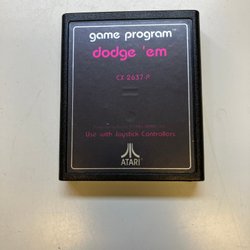 game program™
dodge 'em
CX-2637-P
Use with Joystick Controllers
ATARI